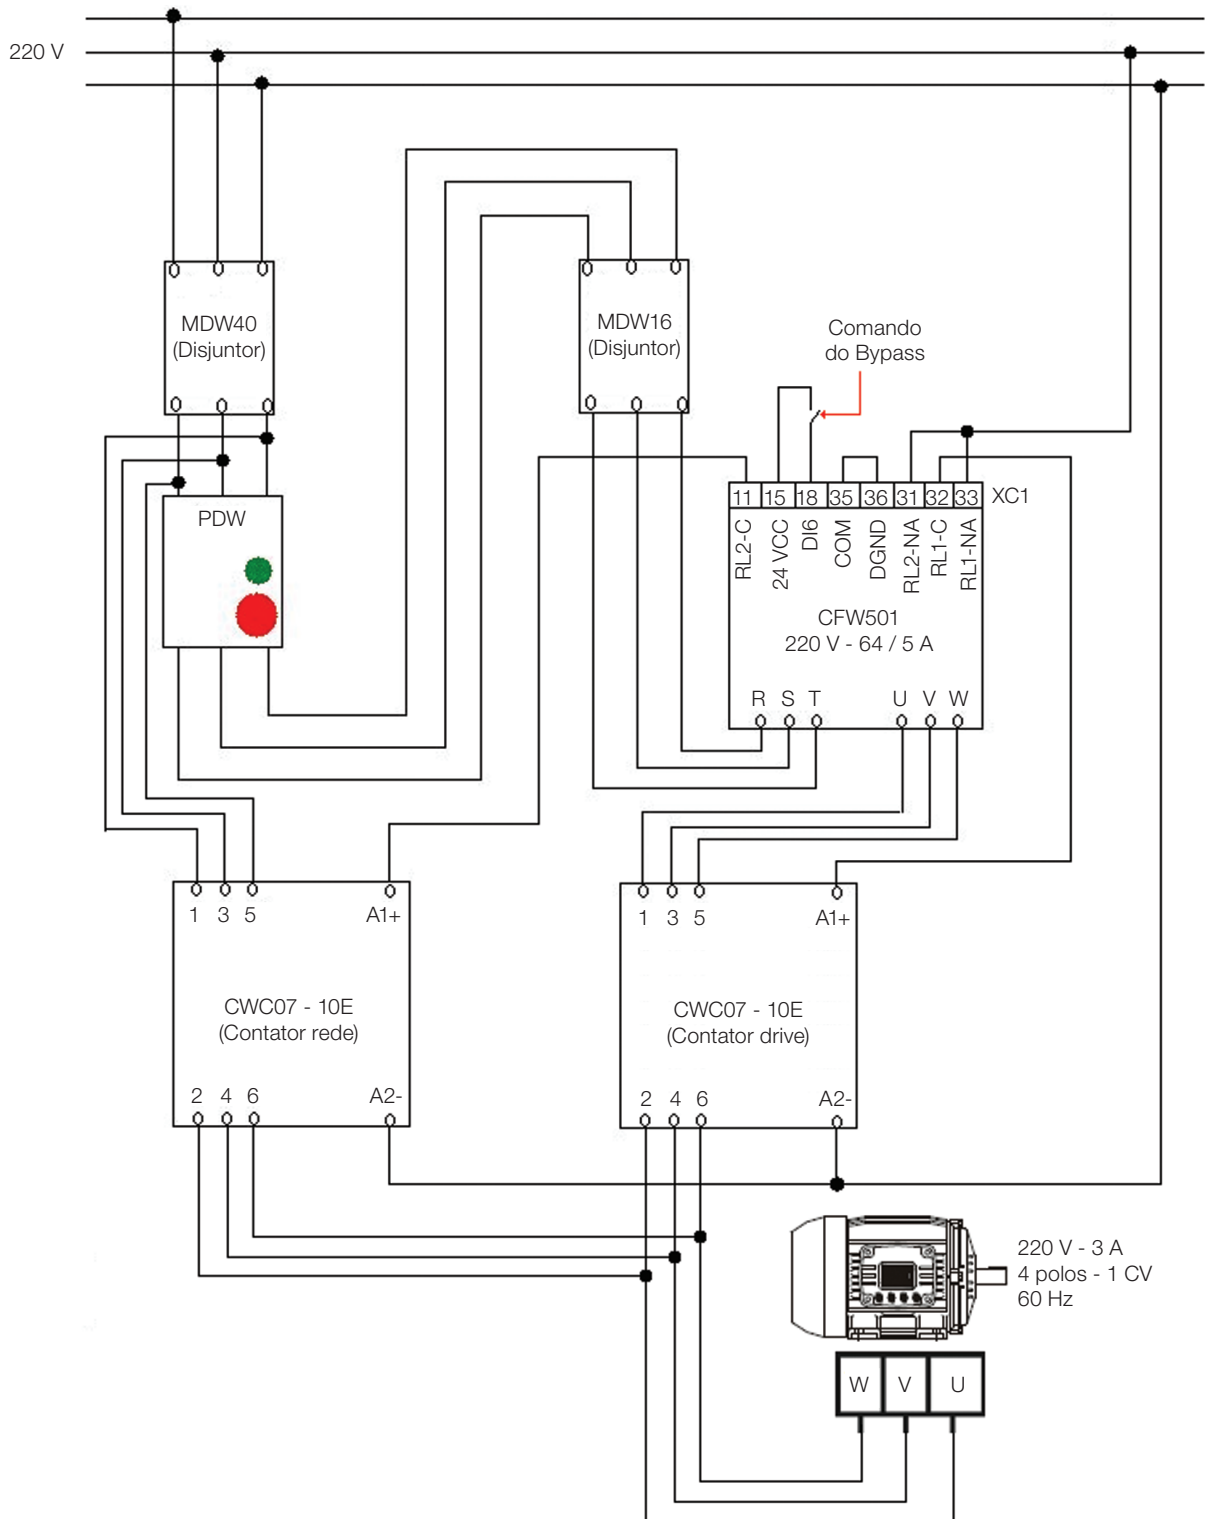 220 V
MDW40
(Disjuntor)
MDW16
(Disjuntor)
Comando
do Bypass
PDW
11 15 18 35 36 31 32 33 XC1
RL2-C
24 VCC
DI6
COM
DGND
RL2-NA
RL1-C
RL1-NA
CFW501
220 V - 64 / 5 A
R S T U V W
1 3 5 A1+
CWC07 - 10E
(Contator rede)
2 4 6 A2-
1 3 5 A1+
CWC07 - 10E
(Contator drive)
2 4 6 A2-
220 V - 3 A
4 polos - 1 CV
60 Hz
W V U